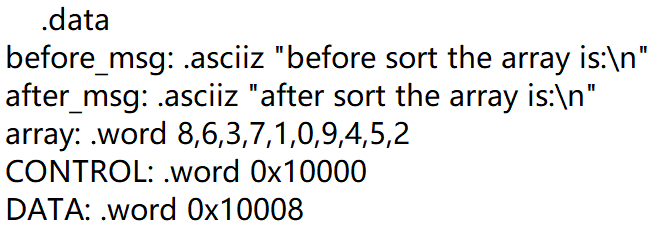 .data
before_msg: .asciiz "before sort the array is:\n"
after_msg: .asciiz "after sort the array is:\n"
array: .word 8,6,3,7,1,0,9,4,5,2
CONTROL: .word 0x10000
DATA: .word 0x10008